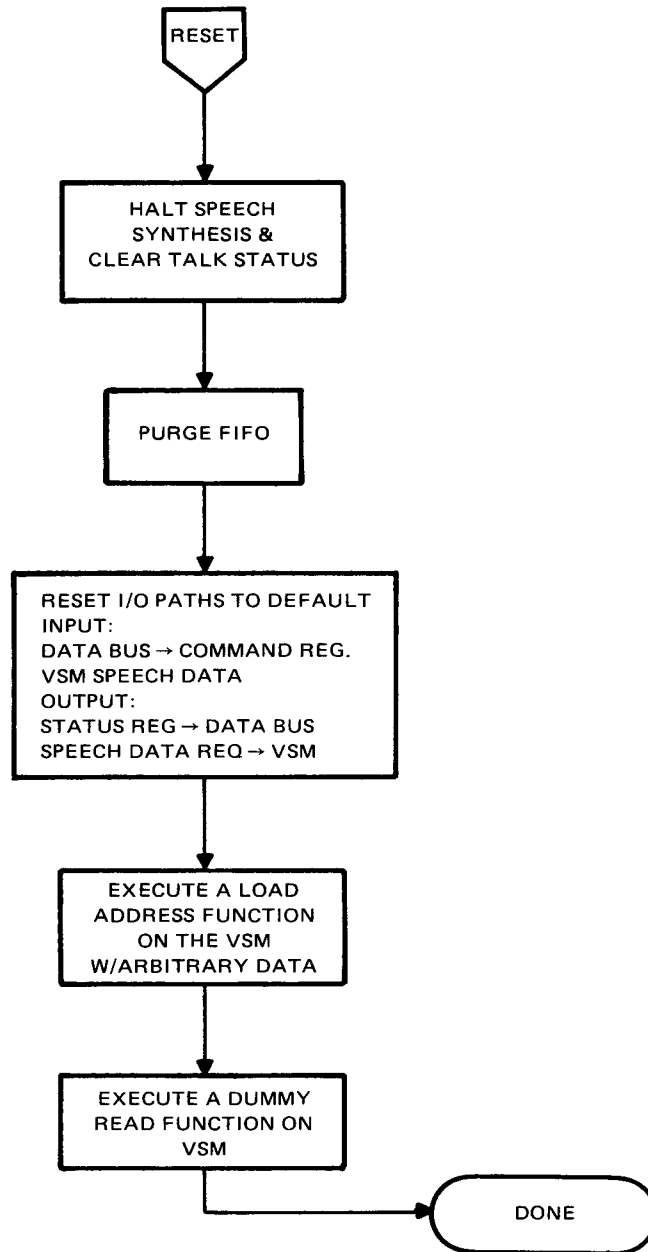 RESET
HALT SPEECH
SYNTHESIS &
CLEAR TALK STATUS
PURGE FIFO
RESET I/O PATHS TO DEFAULT
INPUT:
DATA BUS → COMMAND REG.
VSM SPEECH DATA
OUTPUT:
STATUS REG → DATA BUS
SPEECH DATA REQ → VSM
EXECUTE A LOAD
ADDRESS FUNCTION
ON THE VSM
W/ARBITRARY DATA
EXECUTE A DUMMY
READ FUNCTION ON
VSM
DONE